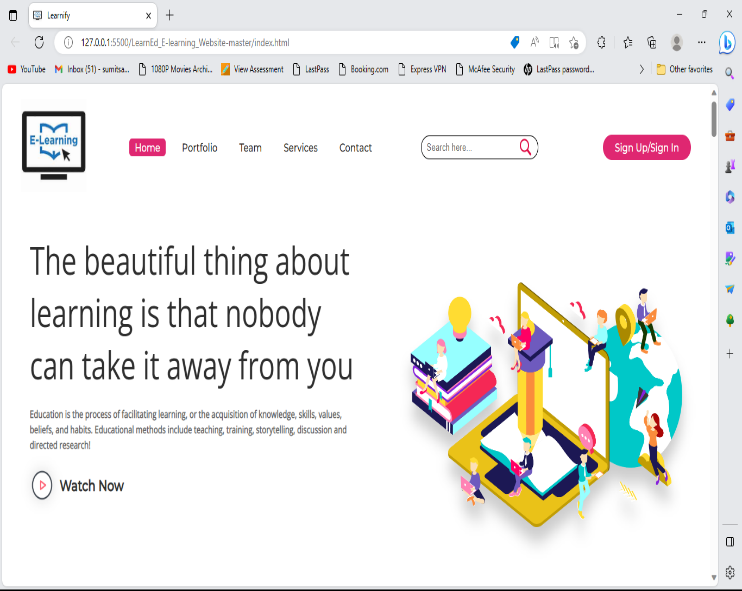 Learnify
127.0.0.1:5500/LearnEd_E-learning_Website-master/index.html
YouTube
Inbox (51) - sumitsa...
1080P Movies Archi...
View Assessment
LastPass
Booking.com
Express VPN
McAfee Security
LastPass password...
Other favorites
E-Learning
Home
Portfolio
Team
Services
Contact
Search here...
Sign Up/Sign In
The beautiful thing about
learning is that nobody
can take it away from you
Education is the process of facilitating learning, or the acquisition of knowledge, skills, values,
beliefs, and habits. Educational methods include teaching, training, storytelling, discussion and
directed research!
Watch Now